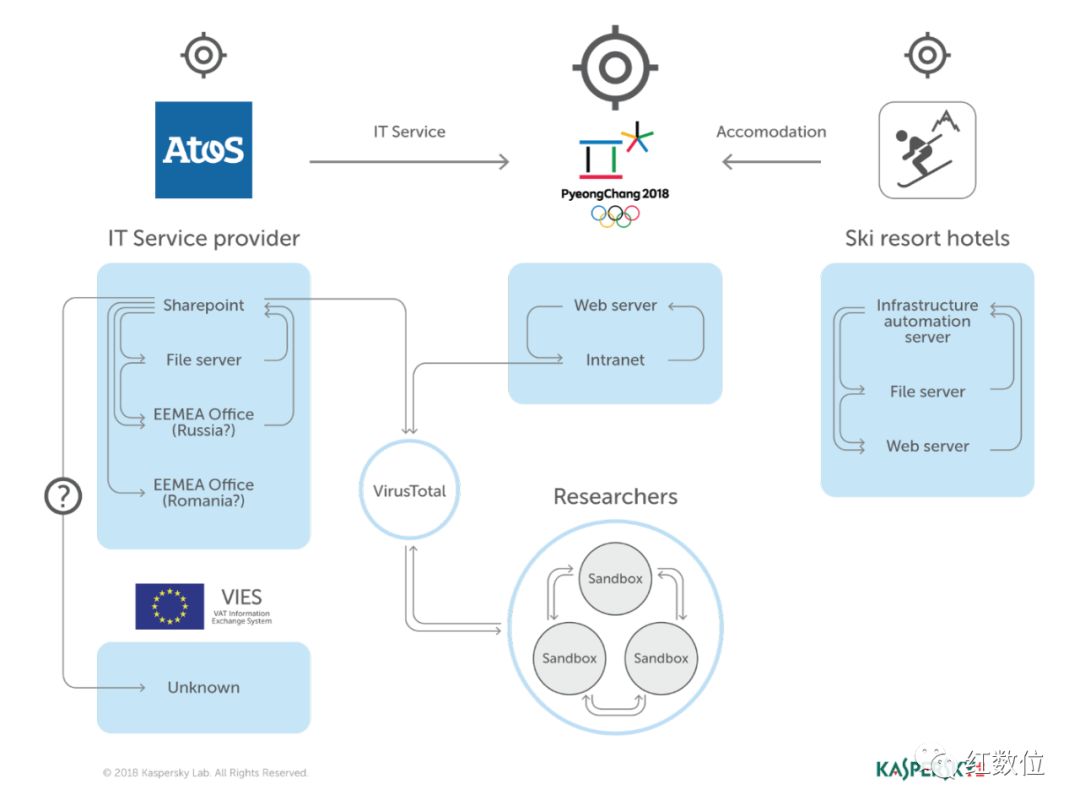 AtoS
IT Service
PyeongChang 2018
Accomodation
IT Service provider
Ski resort hotels
Sharepoint
File server
EEMEA Office
(Russia?)
EEMEA Office
(Romania?)
Web server
Intranet
Infrastructure
automation
server
File server
Web server
?
VirusTotal
Researchers
Sandbox
Sandbox
Sandbox
VIES
VAT Information
Exchange System
Unknown
© 2018 Kaspersky Lab. All Rights Reserved.
红数位